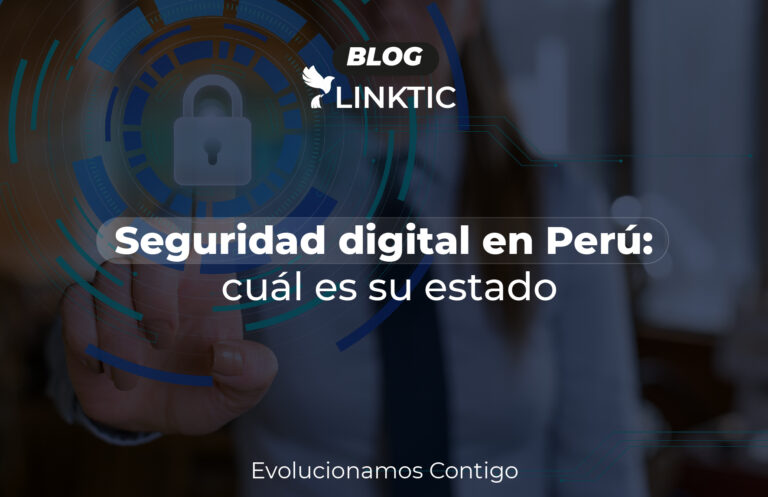 BLOG
LINKTIC
Seguridad digital en Perú:
cuál es su estado
Evolucionamos Contigo